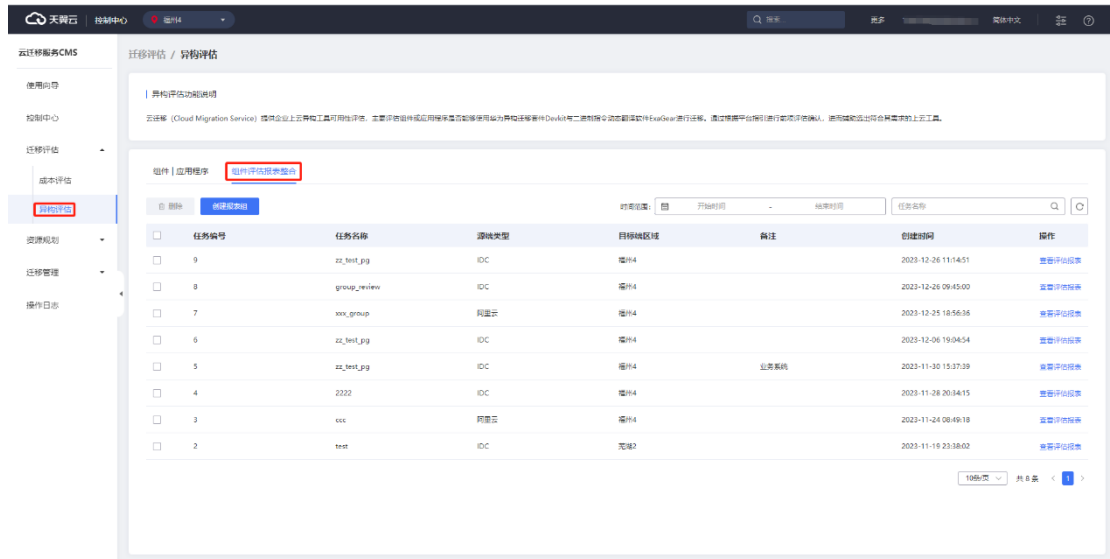 天翼云 控制中心 福州4 搜索... 更多 简体中文
云迁移服务CMS
迁移评估 / 异构评估
使用向导
控制中心
迁移评估
成本评估
异构评估
资源规划
迁移管理
操作日志
异构评估功能说明
云迁移（Cloud Migration Service）提供企业上云异构工具可用性评估，主要评估组件或应用程序是否能够使用华为异构迁移套件Devkit与二进制指令动态翻译软件ExaGear进行迁移。通过根据平台指引进行前项评估确认，进而辅助选出符合其需求的上云工具。
组件 | 应用程序 组件评估报表整合
删除 创建报表组 时间范围： 开始时间 - 结束时间 任务名称
任务编号 任务名称 源端类型 目标端区域 备注 创建时间 操作
9 zz_test_pg IDC 福州4 2023-12-26 11:14:51 查看评估报表
8 group_review IDC 福州4 2023-12-26 09:45:00 查看评估报表
7 xxx_group 阿里云 福州4 2023-12-25 18:56:36 查看评估报表
6 zz_test_pg IDC 福州4 2023-12-06 19:04:54 查看评估报表
5 zz_test_pg IDC 福州4 业务系统 2023-11-30 15:37:39 查看评估报表
4 2222 IDC 福州4 2023-11-28 20:34:15 查看评估报表
3 ccc 阿里云 福州4 2023-11-24 08:49:18 查看评估报表
2 test IDC 芜湖2 2023-11-19 23:38:02 查看评估报表
10条/页 共 8 条 1